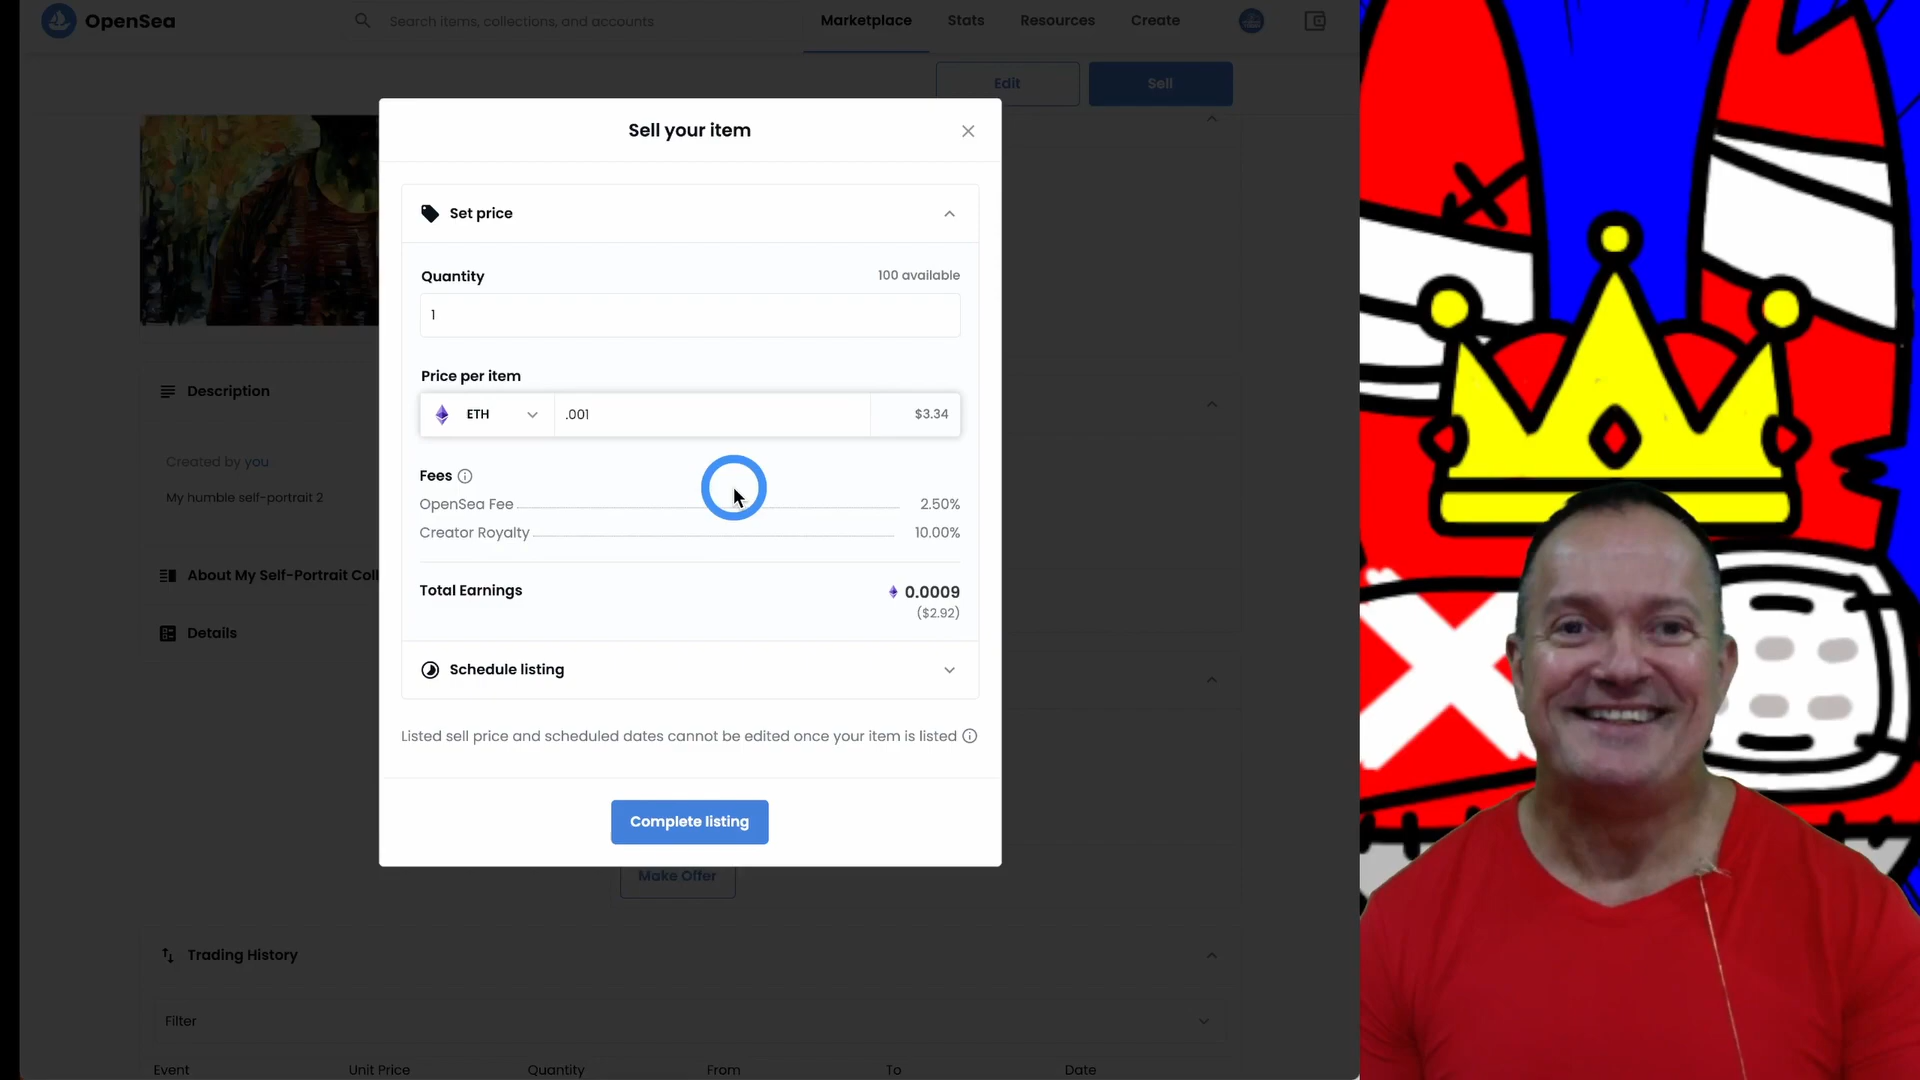 OpenSea
Search items, collections, and accounts
Marketplace
Stats
Resources
Create
Edit
Sell
Sell your item
Set price
Quantity
100 available
1
Price per item
ETH
.001
$3.34
Fees
OpenSea Fee
2.50%
Creator Royalty
10.00%
Total Earnings
0.0009
($2.92)
Schedule listing
Listed sell price and scheduled dates cannot be edited once your item is listed
Complete listing
Description
Created by you
My humble self-portrait 2
About My Self-Portrait Coll
Details
Make Offer
Trading History
Filter
Event
Unit Price
Quantity
From
To
Date